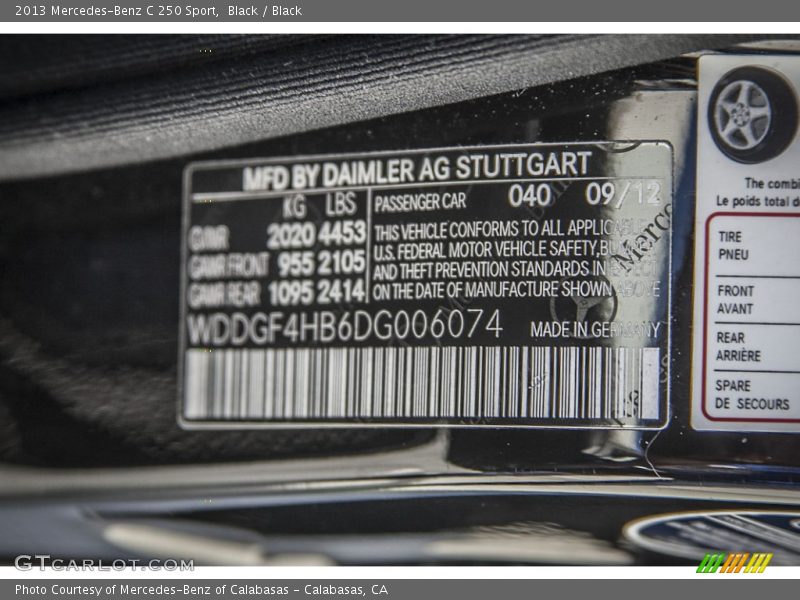 2013 Mercedes-Benz C 250 Sport,  Black / Black
MFD BY DAIMLER AG STUTTGART
KG LBS
GVWR 2020 4453
GAWR FRONT 955 2105
GAWR REAR 1095 2414
PASSENGER CAR 040 09/12
THIS VEHICLE CONFORMS TO ALL APPLICABLE
U.S. FEDERAL MOTOR VEHICLE SAFETY, BU
AND THEFT PREVENTION STANDARDS IN EFFECT
ON THE DATE OF MANUFACTURE SHOWN ABOVE
WDDGF4HB6DG006074 MADE IN GERMANY
Merce
The combi
Le poids total d
TIRE
PNEU
FRONT
AVANT
REAR
ARRIÈRE
SPARE
DE SECOURS
GTcarlot.com
Photo Courtesy of Mercedes-Benz of Calabasas - Calabasas, CA